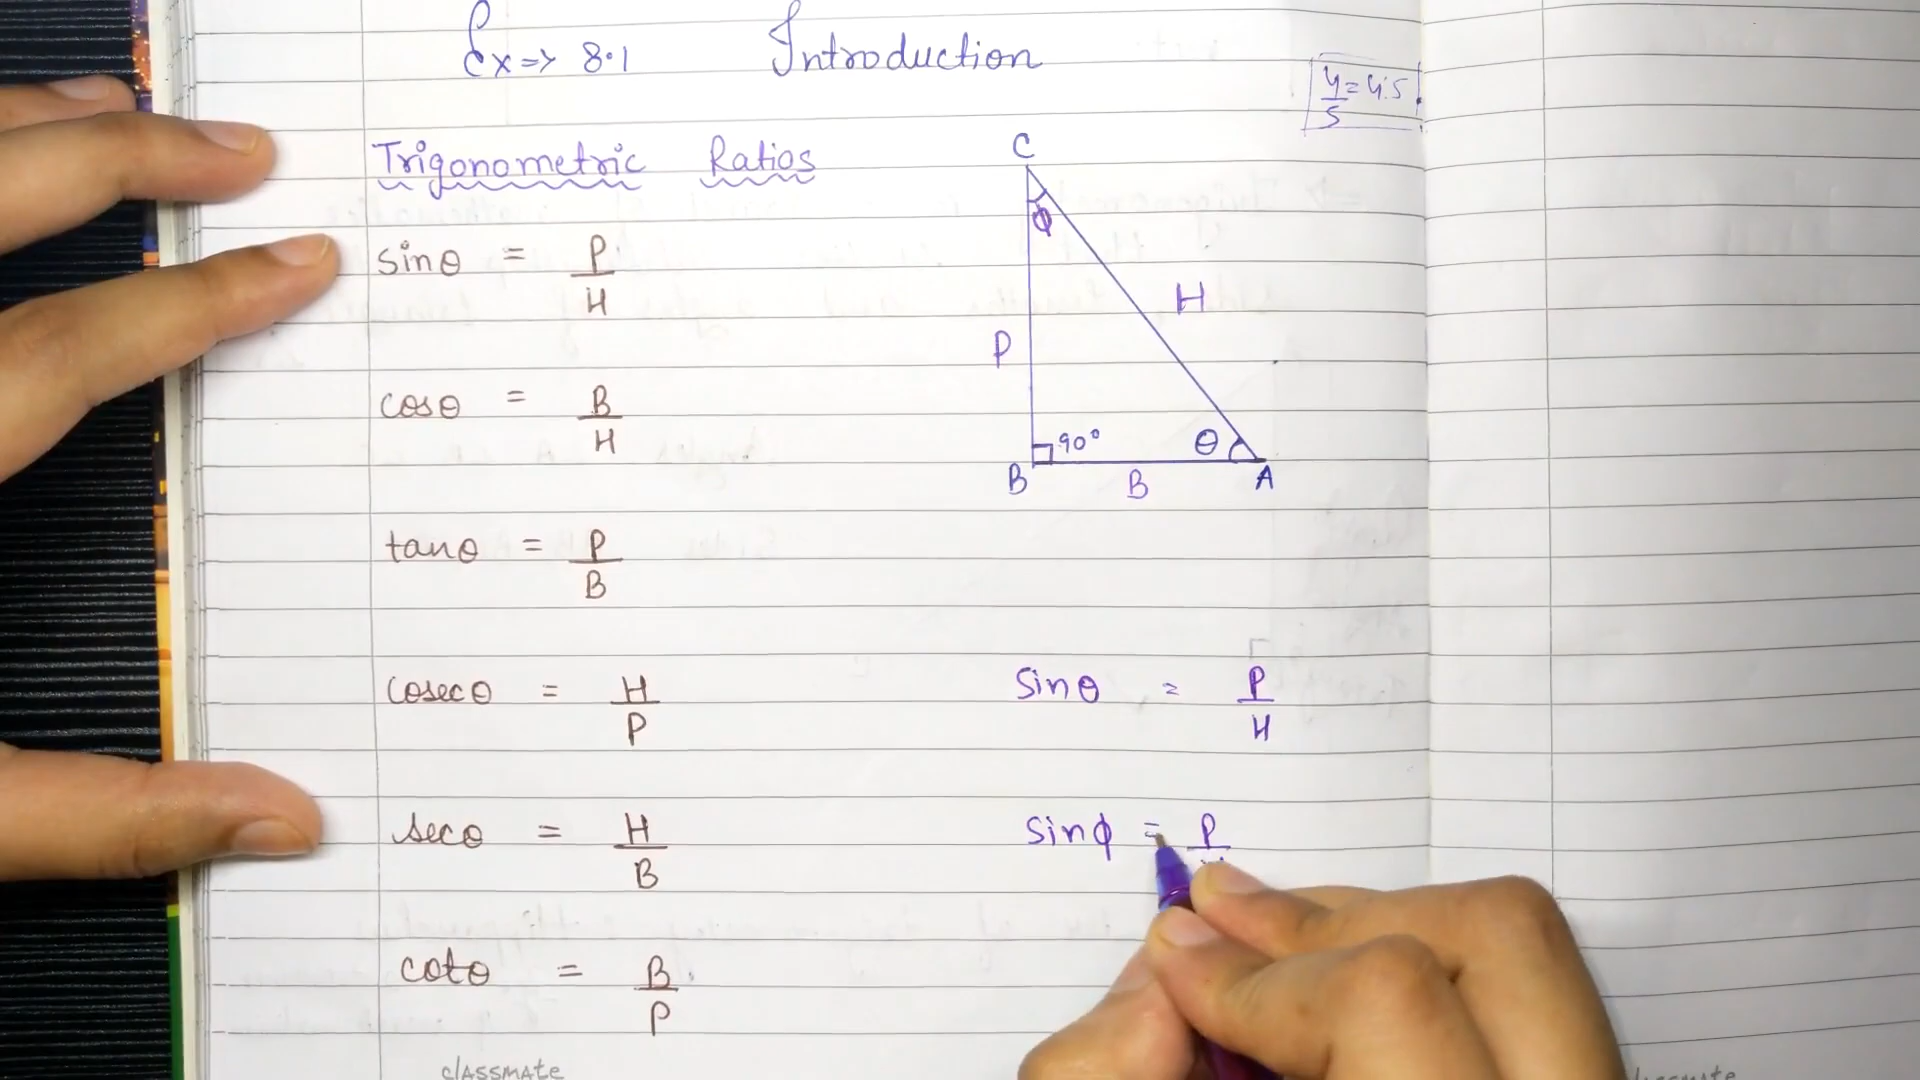 Ex => 8.1 Introduction
4/5 = 4:5
Trigonometric Ratios
sinθ = P/H
cosθ = B/H
tanθ = P/B
cosecθ = H/P
secθ = H/B
cotθ = B/P
C
ϕ
H
P
90° θ
B B A
Sinθ = P/H
Sinϕ = P
classmate